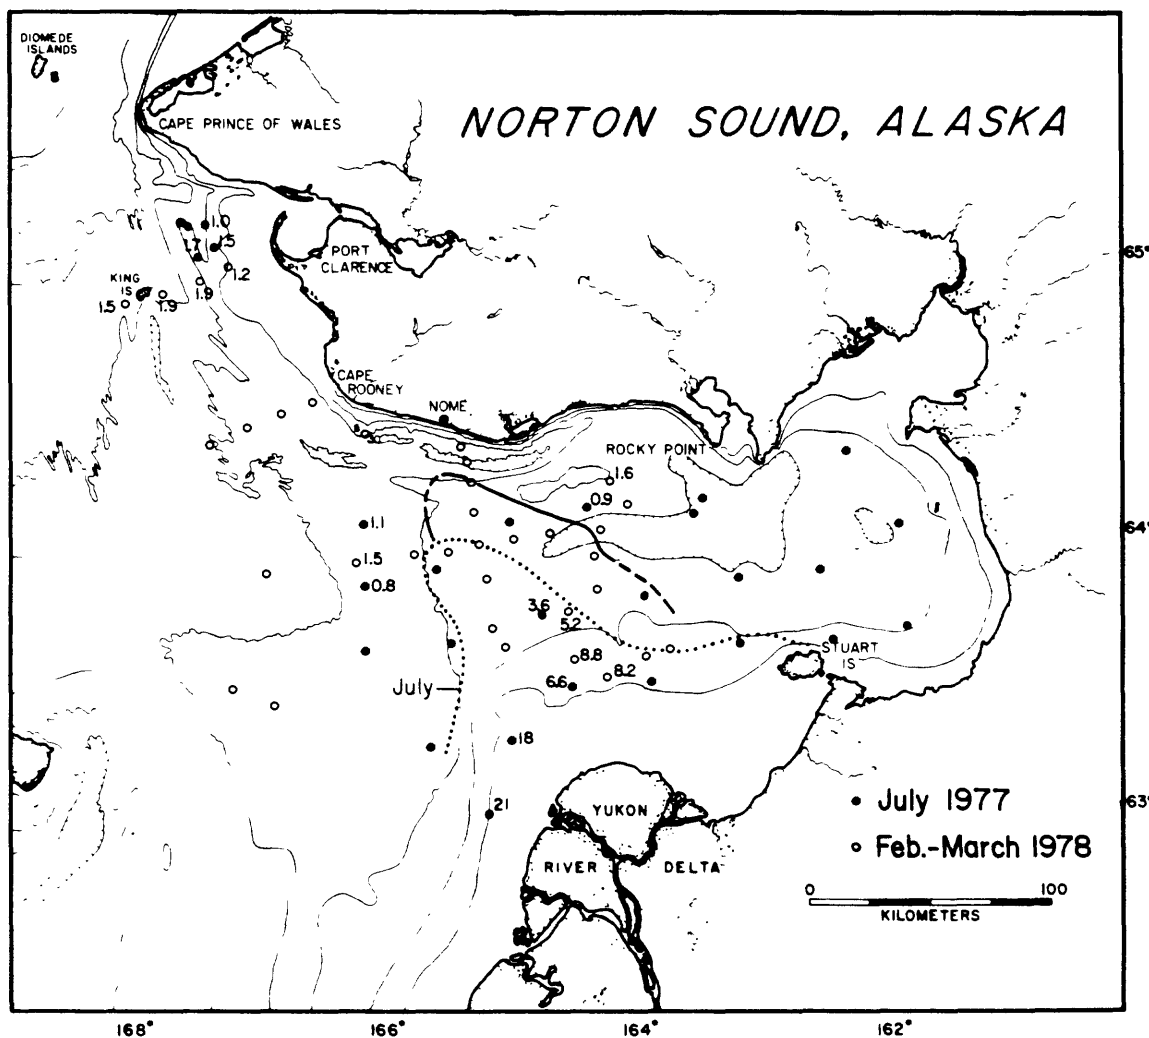 DIOMEDE
ISLANDS
CAPE PRINCE OF WALES
NORTON SOUND, ALASKA
1.0
1.7
1.5
PORT
CLARENCE
65°
1.2
KING
IS
1.5
1.9
1.9
CAPE
ROONEY
NOME
ROCKY POINT
1.6
0.9
1.1
64°
1.5
0.8
3.6
5.2
STUART
IS
8.8
8.2
6.6
July
18
21
YUKON
RIVER
DELTA
63°
July 1977
Feb.-March 1978
0
100
KILOMETERS
168°
166°
164°
162°